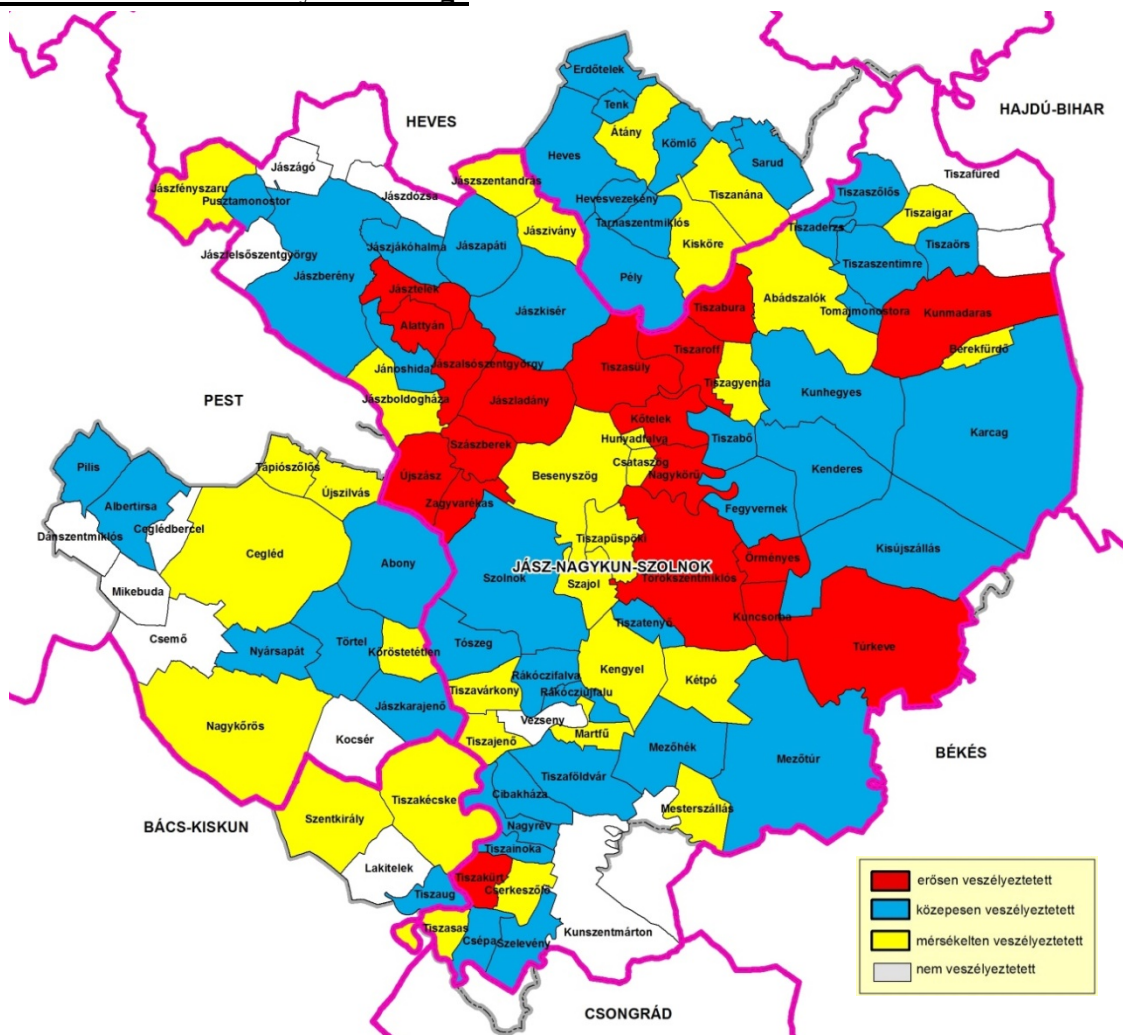 HEVES
HAJDÚ-BIHAR
PEST
JÁSZ-NAGYKUN-SZOLNOK
BÉKÉS
BÁCS-KISKUN
CSONGRÁD
Erdőtelek
Tenk
Átány
Heves
Kömlő
Sarud
Tiszanána
Hevesvezekény
Tarnaszentmiklós
Kisköre
Pély
Jászágó
Jászfényszaru
Pusztamonostor
Jászdózsa
Jászszentandrás
Jászivány
Jászfelsőszentgyörgy
Jászberény
Jászjákóhalma
Jászapáti
Jásztelek
Alattyán
Jászkisér
Jánoshida
Jászalsószentgyörgy
Jászboldogháza
Jászladány
Tiszafüred
Tiszaszőlős
Tiszaigar
Tiszaderzs
Tiszaörs
Tiszaszentimre
Abádszalók
Tomajmonostora
Kunmadaras
Berekfürdő
Tiszabura
Tiszaroff
Tiszasüly
Tiszagyenda
Kunhegyes
Karcag
Kőtelek
Hunyadfalva
Tiszabő
Csataszög
Nagykörű
Kenderes
Besenyszög
Szászberek
Újszász
Zagyvarékas
Fegyvernek
Kisújszállás
Tiszapüspöki
Örményes
Szolnok
Szajol
Törökszentmiklós
Kuncsorba
Túrkeve
Pilis
Albertirsa
Ceglédbercel
Dánszentmiklós
Mikebuda
Csemő
Tápiószőlős
Újszilvás
Cegléd
Abony
Nyársapát
Törtel
Kőröstetétlen
Jászkarajenő
Nagykőrös
Kocsér
Tószeg
Tiszatenyő
Kengyel
Kétpó
Tiszavárkony
Rákóczifalva
Rákócziújfalu
Vezseny
Martfű
Tiszajenő
Mezőhék
Mezőtúr
Tiszaföldvár
Cibakháza
Mesterszállás
Nagyrév
Tiszainoka
Tiszakécske
Szentkirály
Lakitelek
Tiszaug
Tiszakürt
Cserkeszőlő
Tiszasas
Csépa
Szelevény
Kunszentmárton
erősen veszélyeztetett
közepesen veszélyeztetett
mérsékelten veszélyeztetett
nem veszélyeztetett